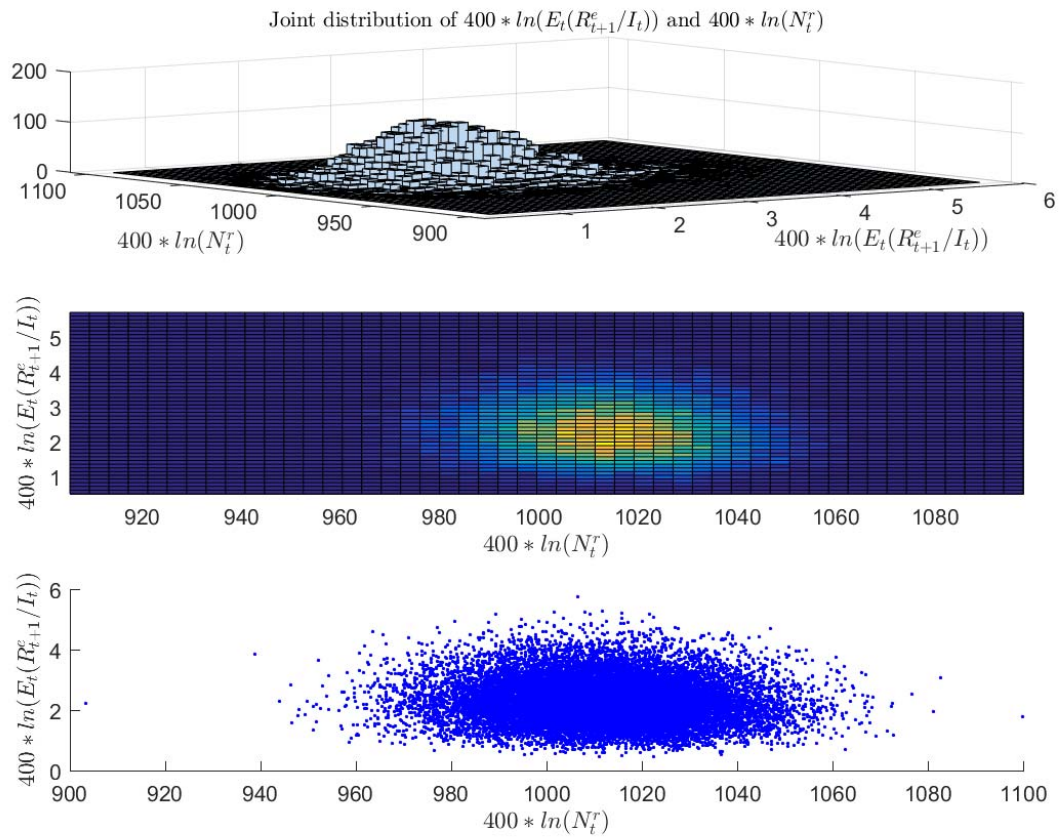 Joint distribution of 400 ∗ ln(E_t(R^e_{t+1}/I_t)) and 400 ∗ ln(N^r_t)
200
100
0
1100
1050
1000
950
900
1
2
3
4
5
6
400 ∗ ln(N^r_t)
400 ∗ ln(E_t(R^e_{t+1}/I_t))
400 ∗ ln(E_t(R^e_{t+1}/I_t))
5
4
3
2
1
920 940 960 980 1000 1020 1040 1060 1080
400 ∗ ln(N^r_t)
400 ∗ ln(E_t(R^e_{t+1}/I_t))
6
4
2
0
900 920 940 960 980 1000 1020 1040 1060 1080 1100
400 ∗ ln(N^r_t)